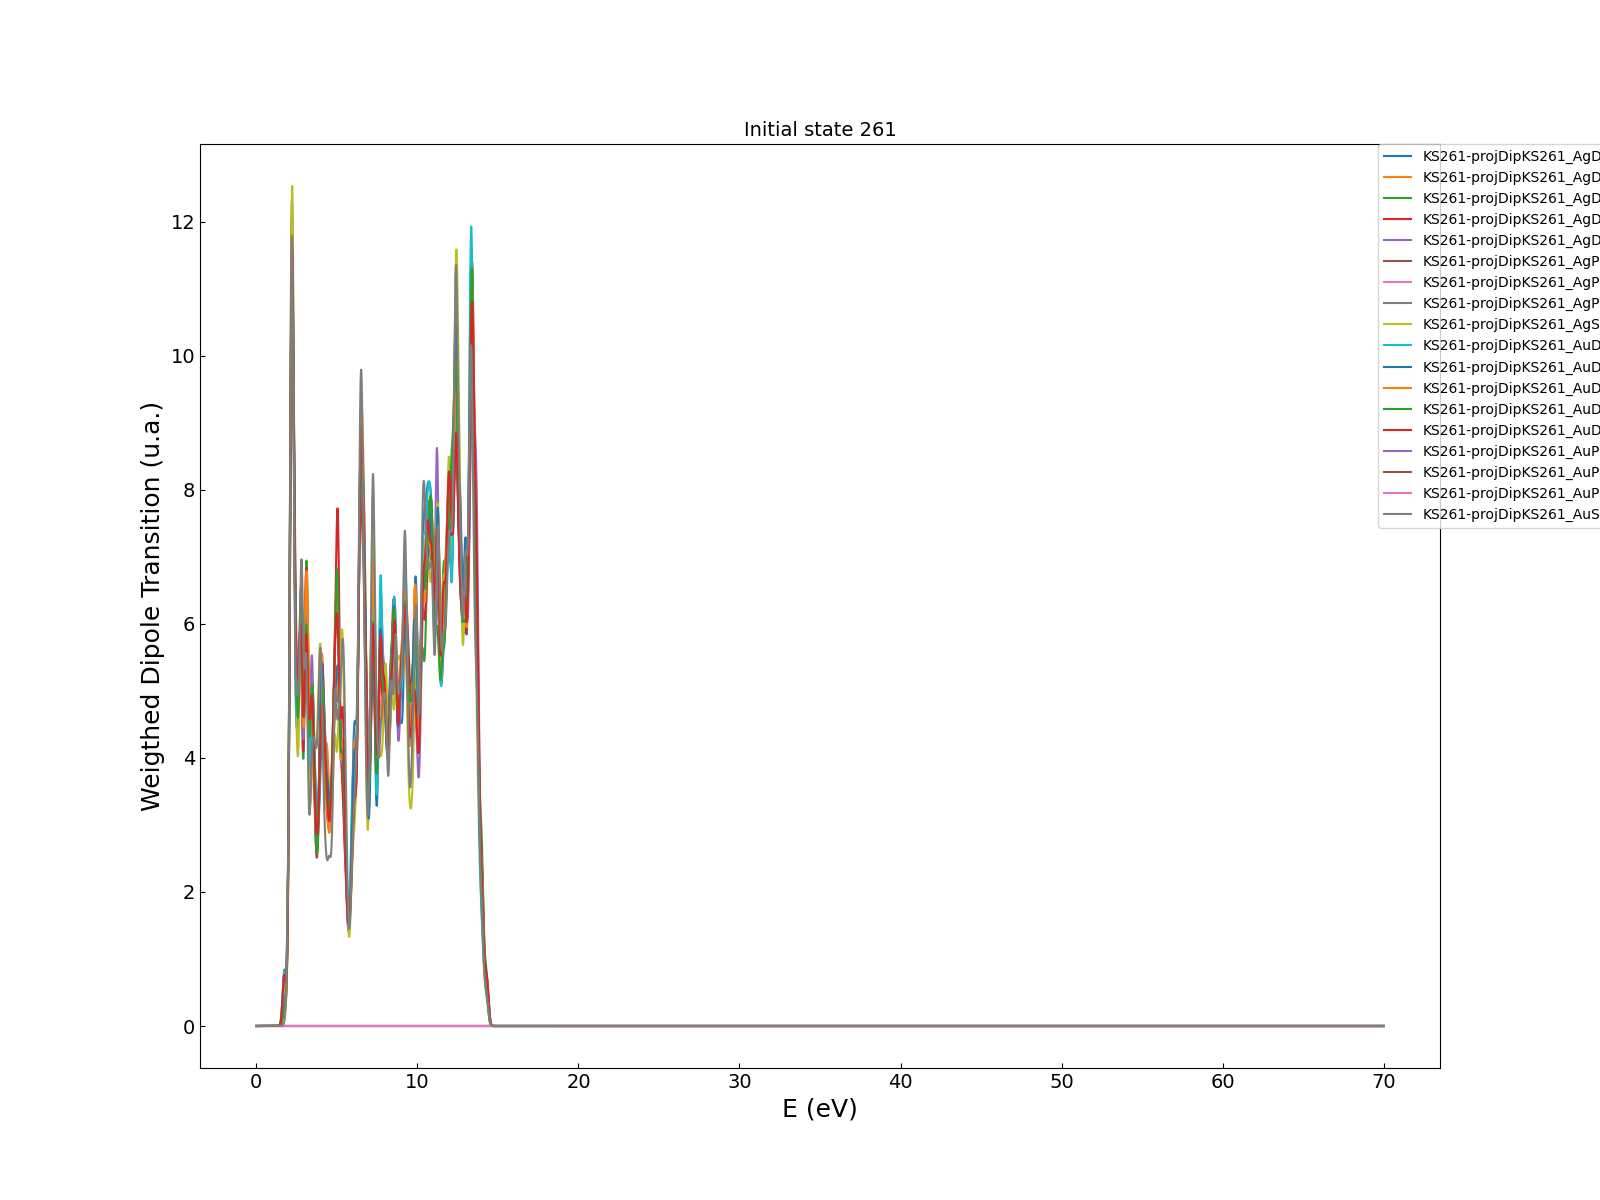 Initial state 261
KS261-projDipKS261_AgD
KS261-projDipKS261_AgD
KS261-projDipKS261_AgD
KS261-projDipKS261_AgD
KS261-projDipKS261_AgD
KS261-projDipKS261_AgP
KS261-projDipKS261_AgP
KS261-projDipKS261_AgP
KS261-projDipKS261_AgS
KS261-projDipKS261_AuD
KS261-projDipKS261_AuD
KS261-projDipKS261_AuD
KS261-projDipKS261_AuD
KS261-projDipKS261_AuD
KS261-projDipKS261_AuP
KS261-projDipKS261_AuP
KS261-projDipKS261_AuP
KS261-projDipKS261_AuS
Weigthed Dipole Transition (u.a.)
12
10
8
6
4
2
0
0 10 20 30 40 50 60 70
E (eV)